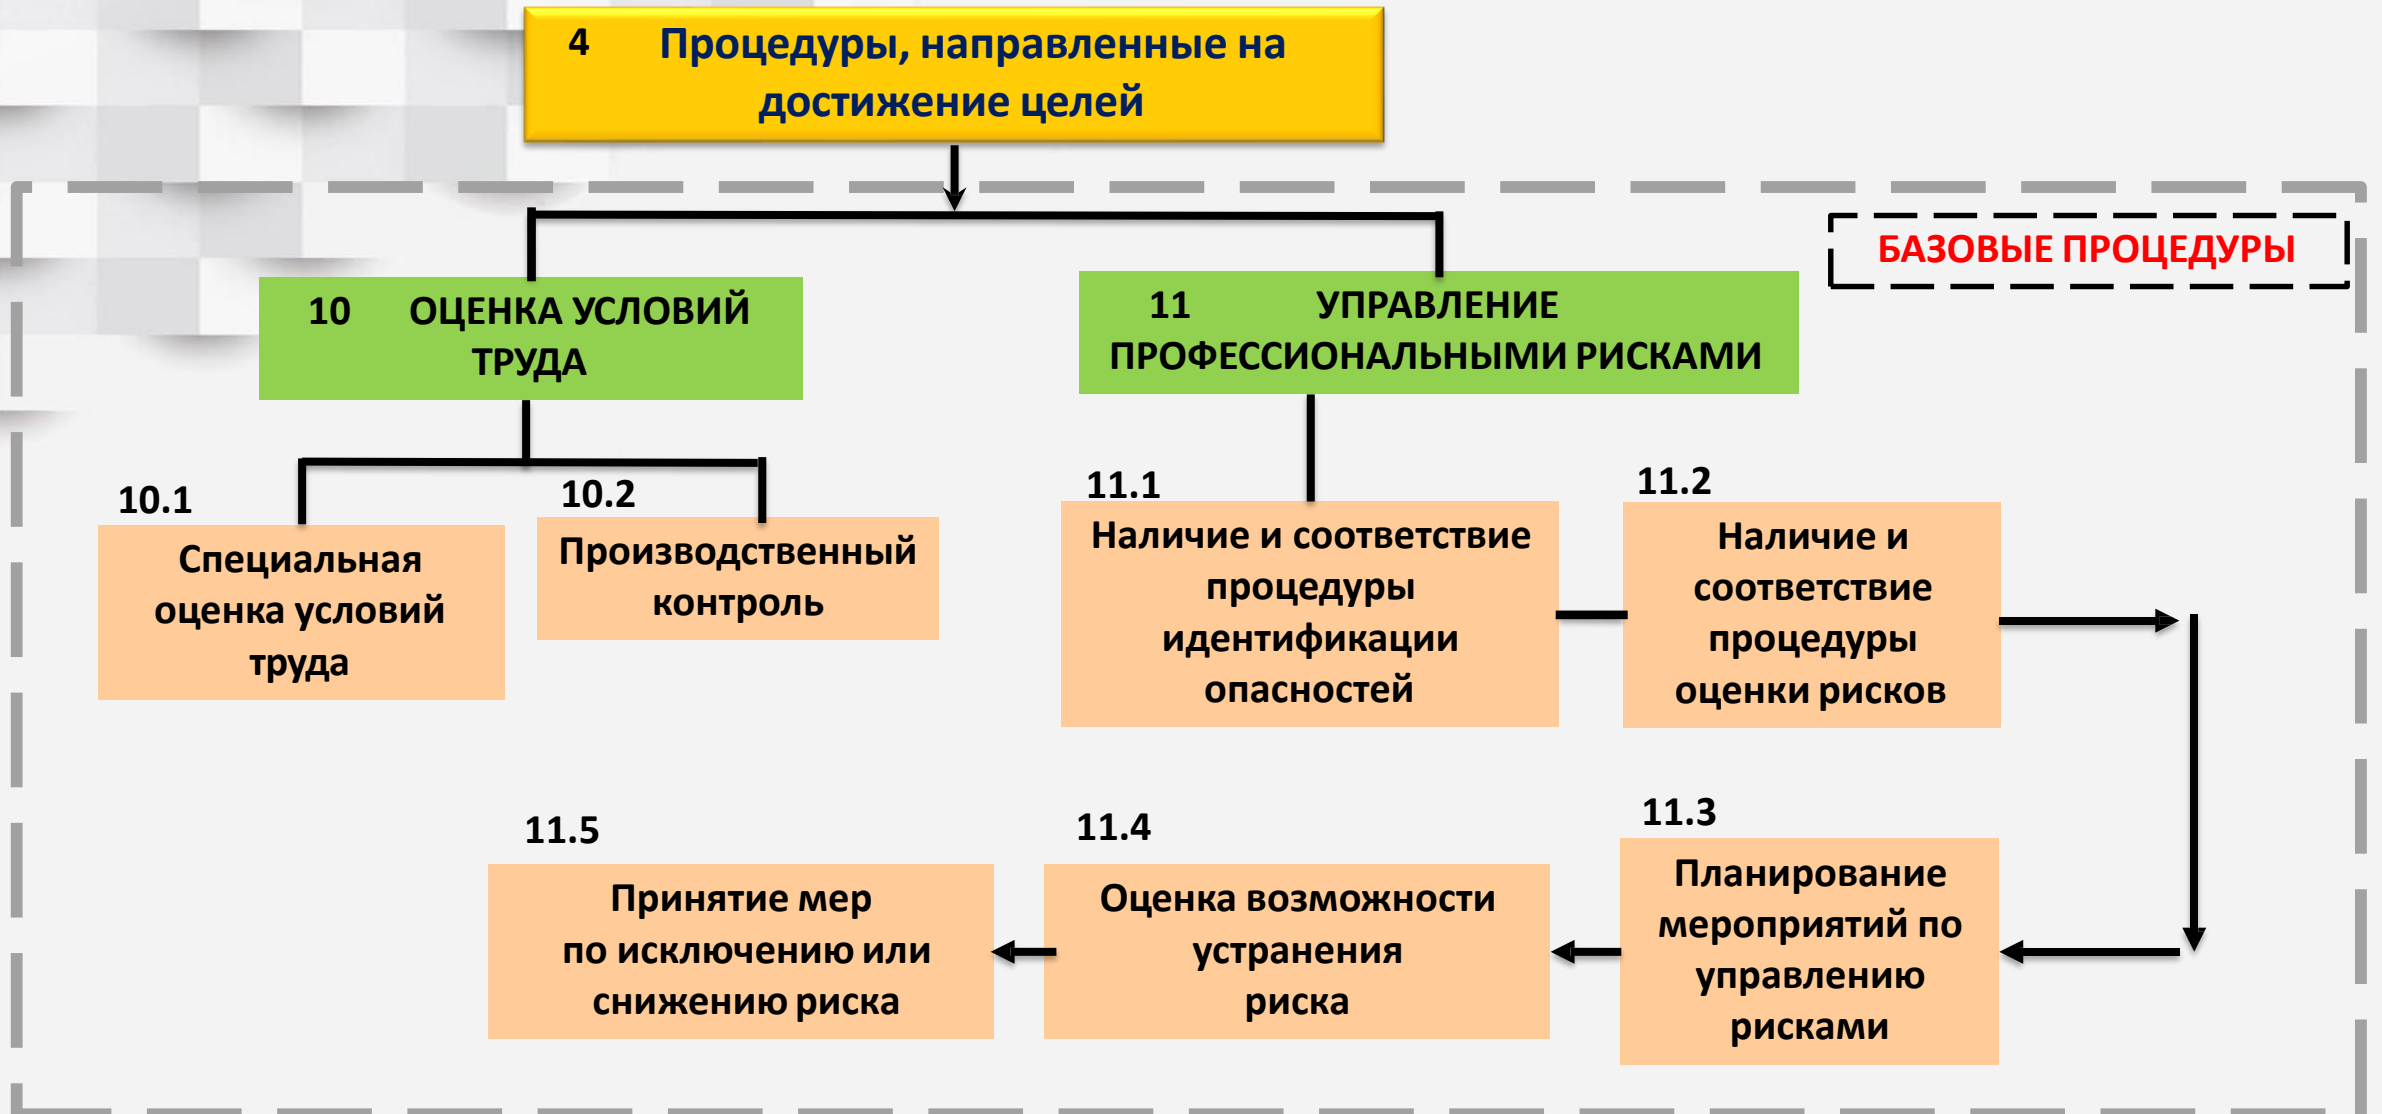 4 Процедуры, направленные на
достижение целей
БАЗОВЫЕ ПРОЦЕДУРЫ
10 ОЦЕНКА УСЛОВИЙ
ТРУДА
11 УПРАВЛЕНИЕ
ПРОФЕССИОНАЛЬНЫМИ РИСКАМИ
10.1
Специальная
оценка условий
труда
10.2
Производственный
контроль
11.1
Наличие и соответствие
процедуры
идентификации
опасностей
11.2
Наличие и
соответствие
процедуры
оценки рисков
11.3
Планирование
мероприятий по
управлению
рисками
11.4
Оценка возможности
устранения
риска
11.5
Принятие мер
по исключению или
снижению риска